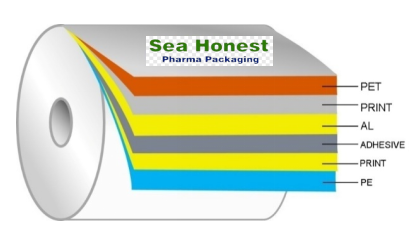 Sea Honest
Pharma Packaging
PET
PRINT
AL
ADHESIVE
PRINT
PE